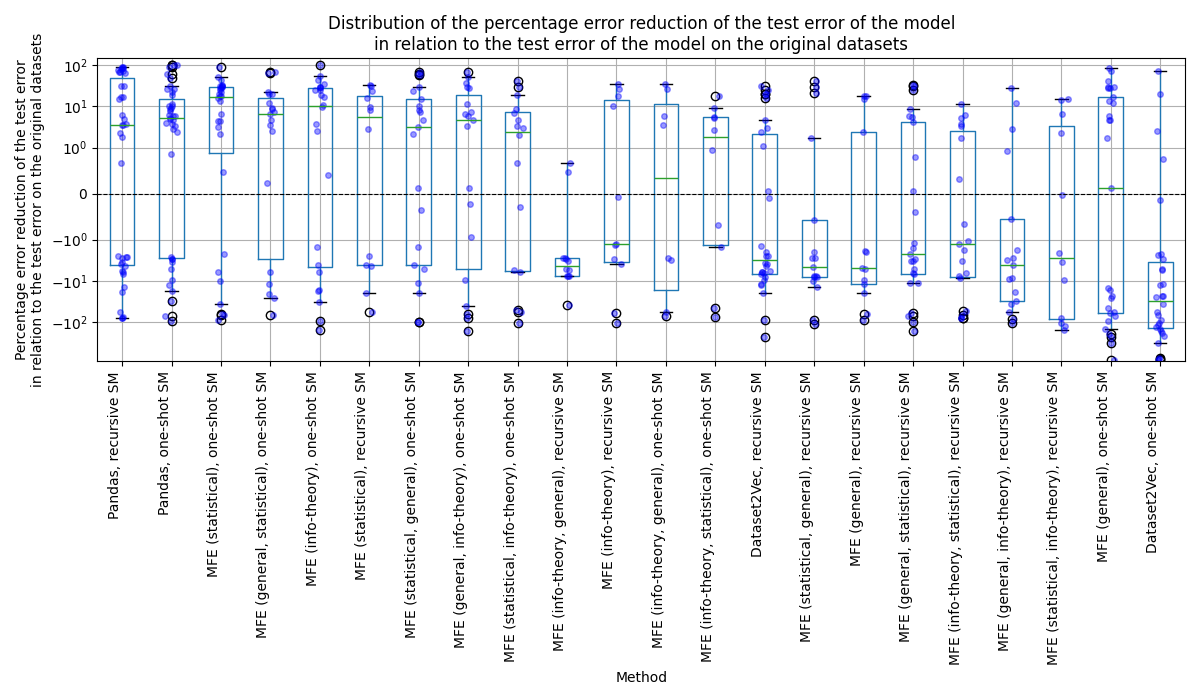 Distribution of the percentage error reduction of the test error of the model
in relation to the test error of the model on the original datasets
Percentage error reduction of the test error
in relation to the test error on the original datasets
10²
10¹
10⁰
0
−10⁰
−10¹
−10²
Pandas, recursive SM
Pandas, one-shot SM
MFE (statistical), one-shot SM
MFE (general, statistical), one-shot SM
MFE (info-theory), one-shot SM
MFE (statistical), recursive SM
MFE (statistical, general), one-shot SM
MFE (general, info-theory), one-shot SM
MFE (statistical, info-theory), one-shot SM
MFE (info-theory, general), recursive SM
MFE (info-theory), recursive SM
MFE (info-theory, general), one-shot SM
MFE (info-theory, statistical), one-shot SM
Dataset2Vec, recursive SM
MFE (statistical, general), recursive SM
MFE (general), recursive SM
MFE (general, statistical), recursive SM
MFE (info-theory, statistical), recursive SM
MFE (general, info-theory), recursive SM
MFE (statistical, info-theory), recursive SM
MFE (general), one-shot SM
Dataset2Vec, one-shot SM
Method